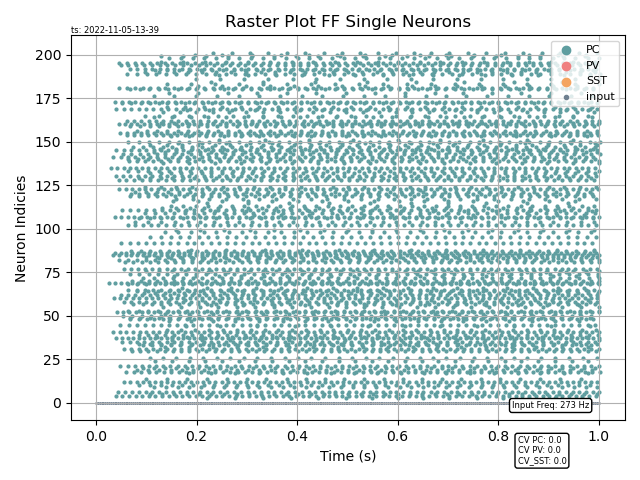 Raster Plot FF Single Neurons
ts: 2022-11-05-13-39
PC
PV
SST
input
200
175
150
125
100
75
50
25
0
Neuron Indicies
Input Freq: 273 Hz
0.0 0.2 0.4 0.6 0.8 1.0
Time (s)
CV PC: 0.0
CV PV: 0.0
CV_SST: 0.0